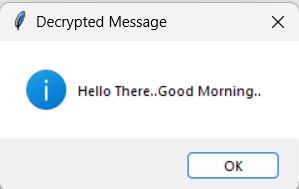 Decrypted Message
Hello There..Good Morning..
OK